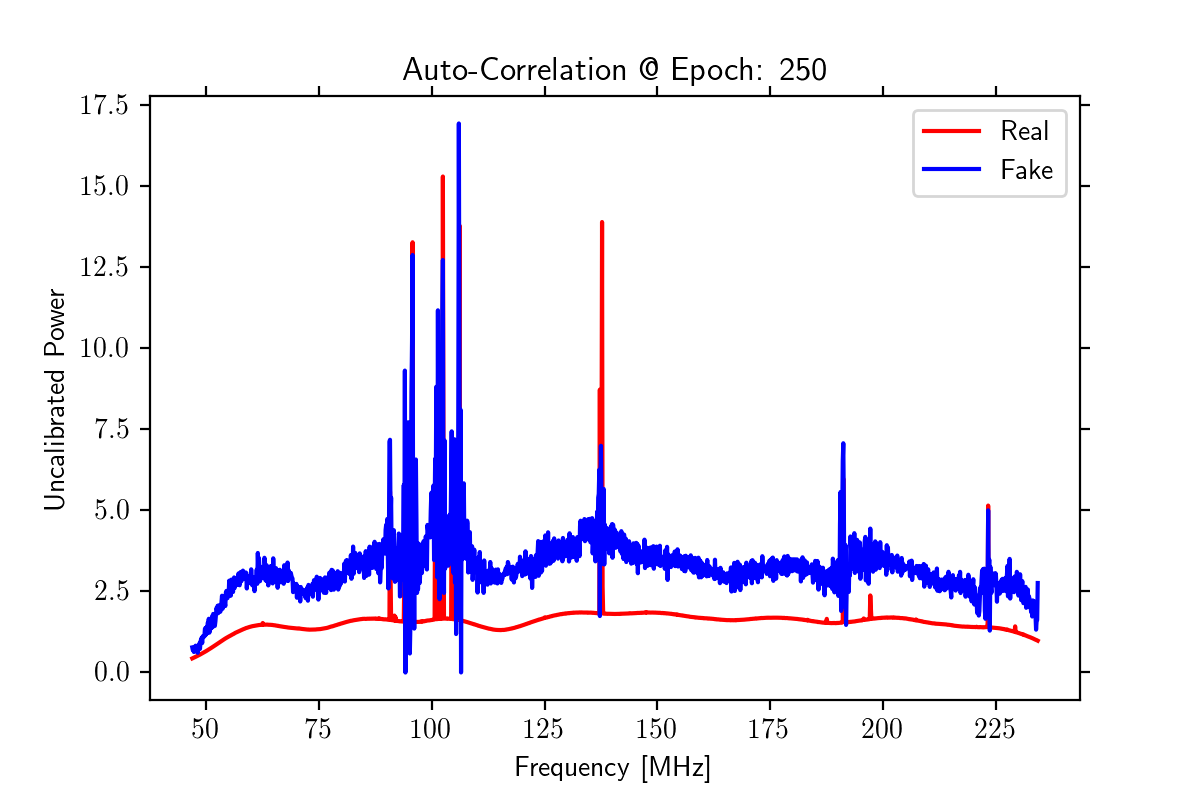 Auto-Correlation @ Epoch: 250
17.5
15.0
12.5
10.0
7.5
5.0
2.5
0.0
Uncalibrated Power
Real
Fake
50 75 100 125 150 175 200 225
Frequency [MHz]